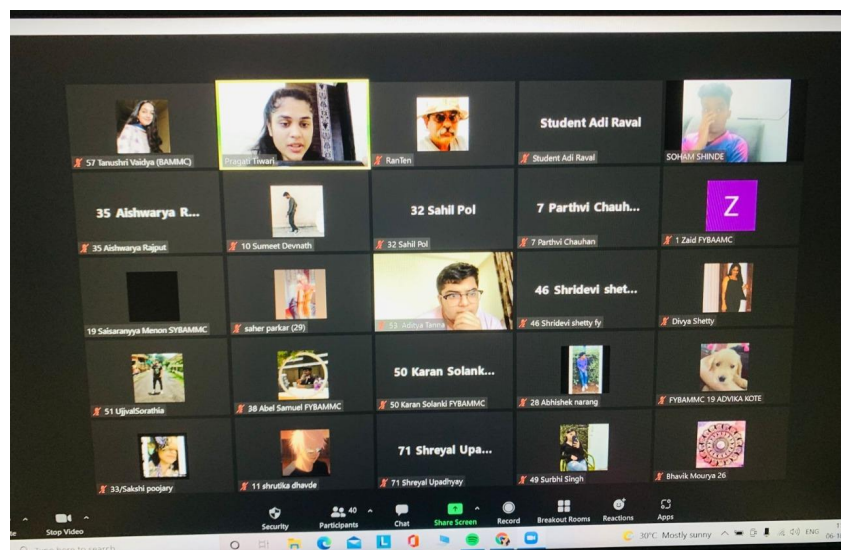 57 Tanushri Vaidya (BAMMC)
Pragati Tiwari
RanTen
Student Adi Raval
Student Adi Raval
SOHAM SHINDE
35 Aishwarya R...
35 Aishwarya Rajput
10 Sumeet Devnath
32 Sahil Pol
32 Sahil Pol
7 Parthvi Chauh...
7 Parthvi Chauhan
Z
1 Zaid FYBAAMC
19 Saisaranyya Menon SYBAMMC
saher parkar (29)
53 Aditya Tanna
46 Shridevi shet...
46 Shridevi shetty fy
Divya Shetty
51 UjjvalSorathia
38 Abel Samuel FYBAMMC
50 Karan Solank...
50 Karan Solanki FYBAMMC
28 Abhishek narang
FYBAMMC 19 ADVIKA KOTE
33/Sakshi poojary
11 shrutika dhavde
71 Shreyal Upa...
71 Shreyal Upadhyay
49 Surbhi Singh
Bhavik Mourya 26
Stop Video
Security
Participants 40
Chat
Share Screen
Record
Breakout Rooms
Reactions
Apps
30°C Mostly sunny
ENG